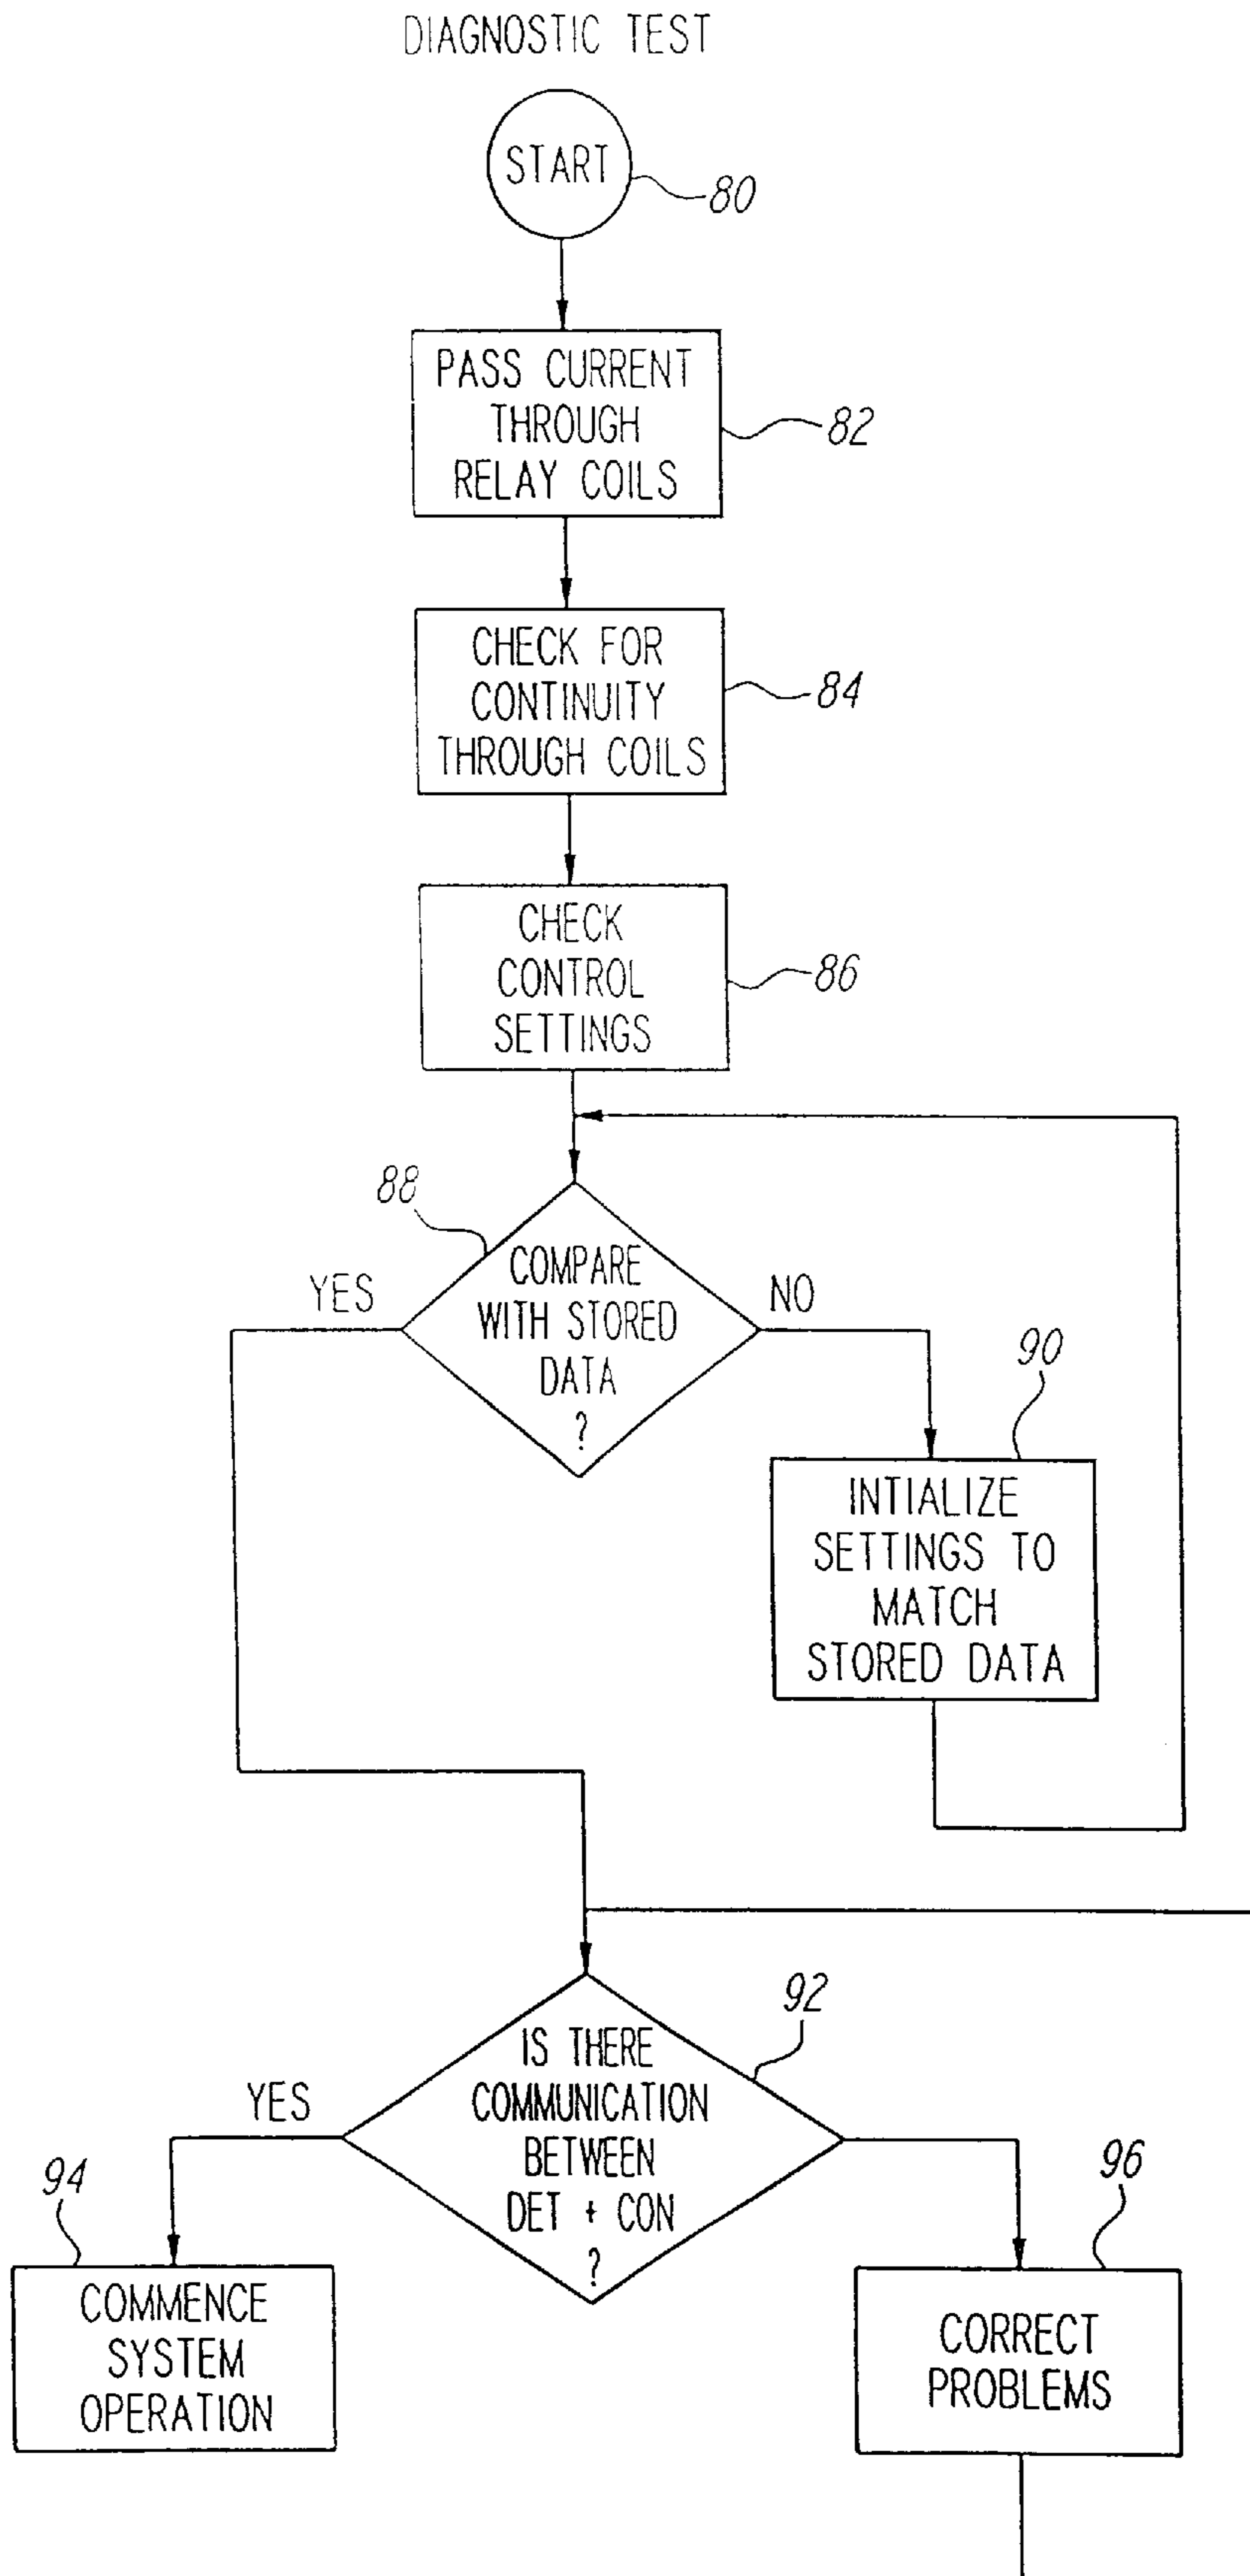 DIAGNOSTIC TEST
START
80
PASS CURRENT
THROUGH
RELAY COILS
82
CHECK FOR
CONTINUITY
THROUGH COILS
84
CHECK
CONTROL
SETTINGS
86
88
COMPARE
WITH STORED
DATA
?
YES
NO
90
INTIALIZE
SETTINGS TO
MATCH
STORED DATA
92
IS THERE
COMMUNICATION
BETWEEN
DET + CON
?
YES
94
COMMENCE
SYSTEM
OPERATION
96
CORRECT
PROBLEMS